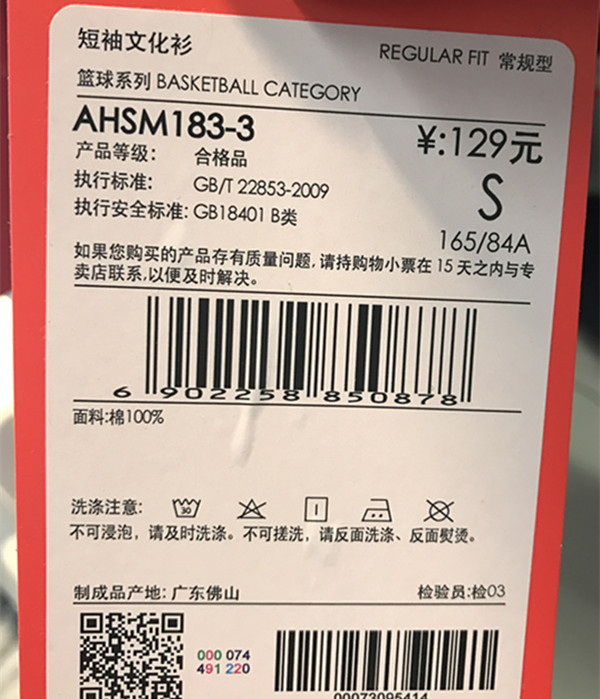 短袖文化衫
REGULAR FIT 常规型
篮球系列 BASKETBALL CATEGORY
AHSM183-3
¥:129元
产品等级： 合格品
执行标准: GB/T 22853-2009
S
执行安全标准: GB18401 B类
165/84A
如果您购买的产品存有质量问题, 请持购物小票在 15 天之内与专
卖店联系,以便及时解决。
6 902258 850878
面料:棉100%
洗涤注意:
30
不可浸泡，请及时洗涤。不可搓洗，请反面洗涤、反面熨烫。
制成品产地: 广东佛山
检验员:检03
000 074
491 220
00073095414